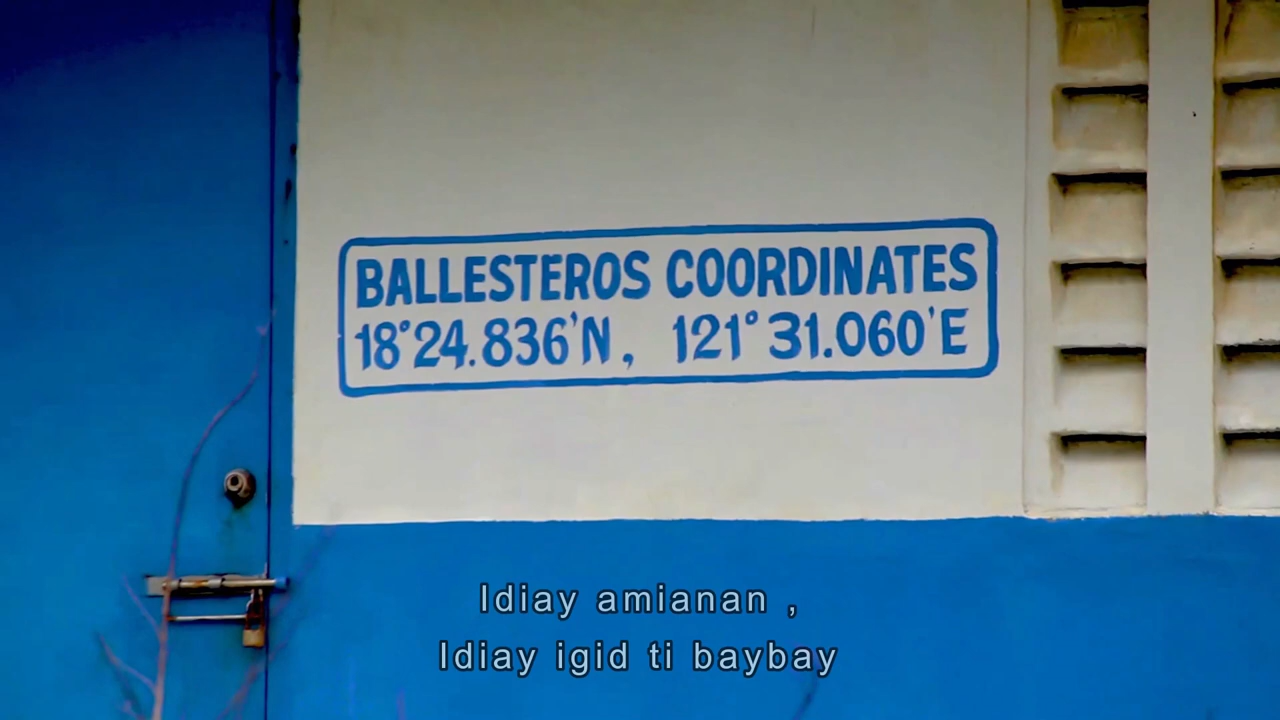 BALLESTEROS COORDINATES
18°24.836'N, 121°31.060'E
Idiay amianan ,
Idiay igid ti baybay